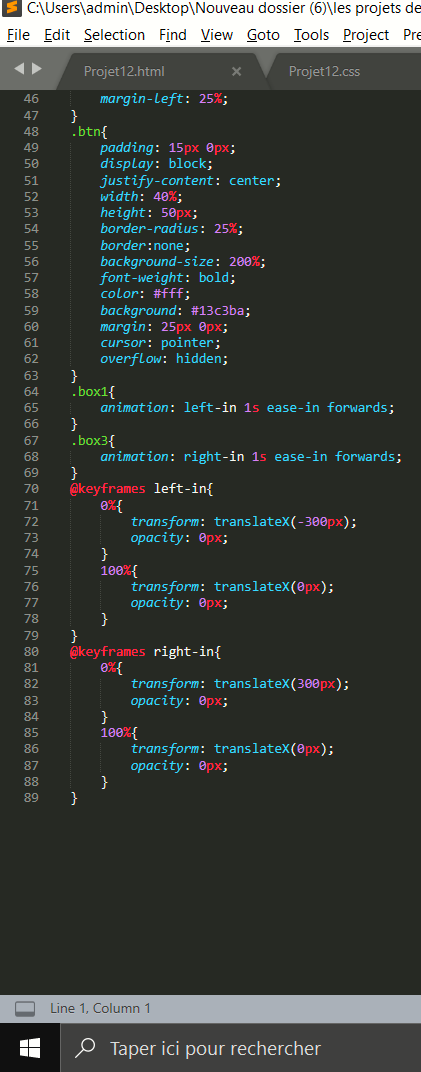 C:\Users\admin\Desktop\Nouveau dossier (6)\les projets de
File Edit Selection Find View Goto Tools Project Pre
Projet12.html × Projet12.css
46 margin-left: 25%;
47 }
48 .btn{
49 padding: 15px 0px;
50 display: block;
51 justify-content: center;
52 width: 40%;
53 height: 50px;
54 border-radius: 25%;
55 border:none;
56 background-size: 200%;
57 font-weight: bold;
58 color: #fff;
59 background: #13c3ba;
60 margin: 25px 0px;
61 cursor: pointer;
62 overflow: hidden;
63 }
64 .box1{
65 animation: left-in 1s ease-in forwards;
66 }
67 .box3{
68 animation: right-in 1s ease-in forwards;
69 }
70 @keyframes left-in{
71 0%{
72 transform: translateX(-300px);
73 opacity: 0px;
74 }
75 100%{
76 transform: translateX(0px);
77 opacity: 0px;
78 }
79 }
80 @keyframes right-in{
81 0%{
82 transform: translateX(300px);
83 opacity: 0px;
84 }
85 100%{
86 transform: translateX(0px);
87 opacity: 0px;
88 }
89 }
Line 1, Column 1
Taper ici pour rechercher